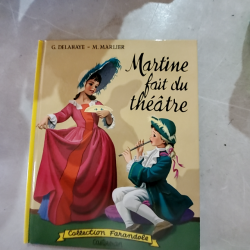 G. DELAHAYE - M. MARLIER
Martine
fait du
théâtre
Collection Farandole